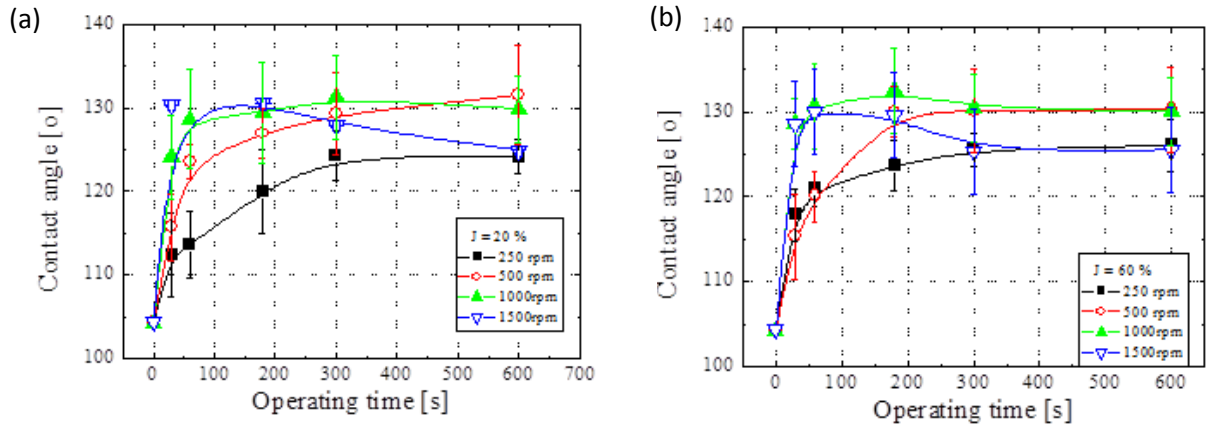 (a)
140
130
120
110
100
Contact angle [ o ]
J = 20 %
250 rpm
500 rpm
1000rpm
1500rpm
0 100 200 300 400 500 600 700
Operating time [s]
(b)
140
130
120
110
100
Contact angle [ o ]
J = 60 %
250 rpm
500 rpm
1000rpm
1500rpm
0 100 200 300 400 500 600
Operating time [s]